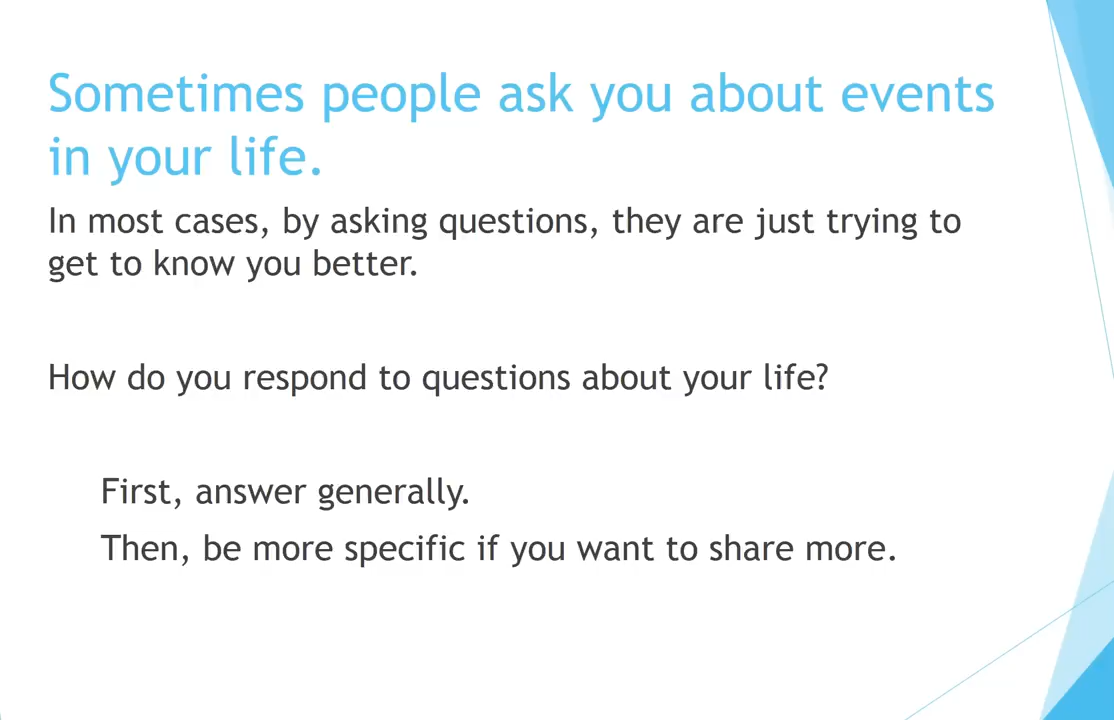 Sometimes people ask you about events
in your life.
In most cases, by asking questions, they are just trying to
get to know you better.
How do you respond to questions about your life?
First, answer generally.
Then, be more specific if you want to share more.